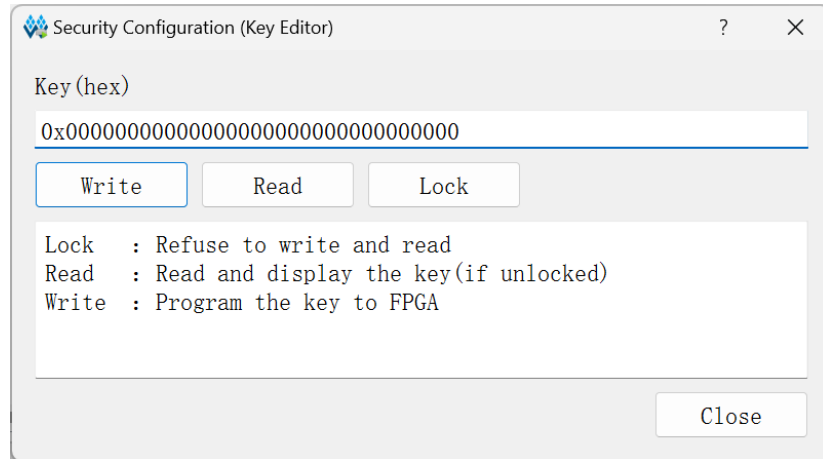 Security Configuration (Key Editor)
?
Key(hex)
0x00000000000000000000000000000000
Write Read Lock
Lock : Refuse to write and read
Read : Read and display the key(if unlocked)
Write : Program the key to FPGA
Close